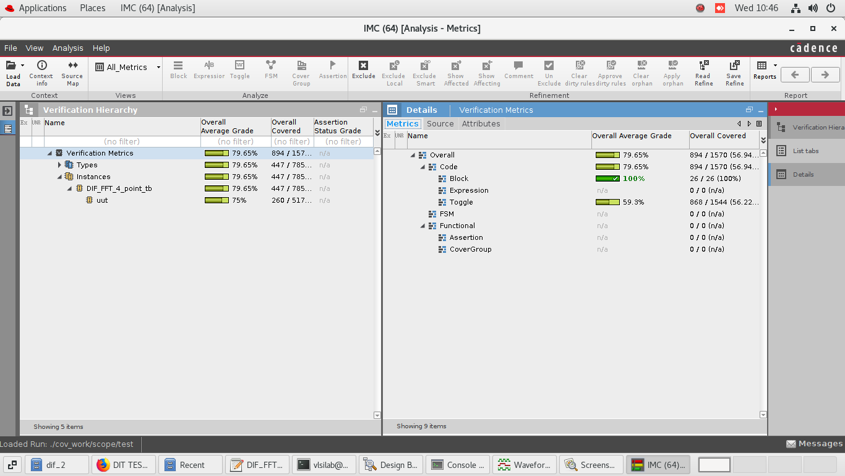 Applications Places IMC (64) [Analysis] Wed 10:46
IMC (64) [Analysis - Metrics]
File View Analysis Help cadence
Load Data Context info Source Map All_Metrics Block Expression Toggle FSM Cover Group Assertion Exclude Exclude Local Exclude Smart Show Affected Show Affecting Comment Un Exclude Clear dirty rules Approve dirty rules Clear orphan Apply orphan Read Refine Save Refine Reports
Context Views Analyze Refinement Report
Verification Hierarchy
Ex UNR Name Overall Average Grade Overall Covered Assertion Status Grade
(no filter) (no filter) (no filter) (no filter)
Verification Metrics 79.65% 894 / 157... n/a
Types 79.65% 447 / 785... n/a
Instances 79.65% 447 / 785... n/a
DIF_FFT_4_point_tb 79.65% 447 / 785... n/a
uut 75% 260 / 517... n/a
Showing 5 items
Details Verification Metrics
Metrics Source Attributes
Ex UNR Name Overall Average Grade Overall Covered
Overall 79.65% 894 / 1570 (56.94...
Code 79.65% 894 / 1570 (56.94...
Block 100% 26 / 26 (100%)
Expression n/a 0 / 0 (n/a)
Toggle 59.3% 868 / 1544 (56.22...
FSM n/a 0 / 0 (n/a)
Functional n/a 0 / 0 (n/a)
Assertion n/a 0 / 0 (n/a)
CoverGroup n/a 0 / 0 (n/a)
Showing 9 items
Verification Hiera
List tabs
Details
Loaded Run: ./cov_work/scope/test Messages
dif_2 DIT TES... Recent DIF_FFT... vlsilab@... Design B... Console ... Wavefor... Screens... IMC (64)...